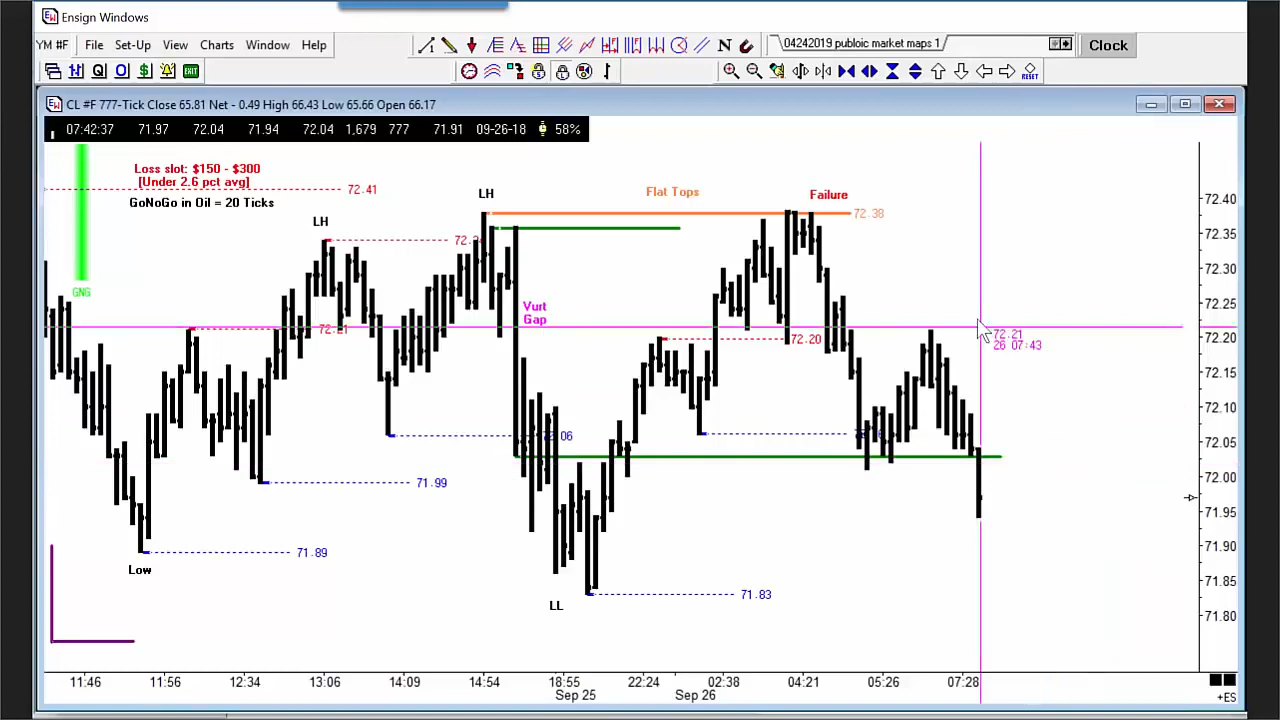 Ensign Windows
YM #F File Set-Up View Charts Window Help
04242019 publoic market maps 1
Clock
N
Q
O
$
EXIT
RESET
CL #F 777-Tick Close 65.81 Net - 0.49 High 66.43 Low 65.66 Open 66.17
07:42:37 71.97 72.04 71.94 72.04 1,679 777 71.91 09-26-18 58%
Loss slot: $150 - $300
[Under 2.6 pct avg]
GoNoGo in Oil = 20 Ticks
72.41
LH
LH
Flat Tops
Failure
72.38
GNG
Vurt
Gap
72.21
72.20
72.21
26 07:43
72.06
71.99
71.89
71.83
Low
LL
72.40
72.35
72.30
72.25
72.20
72.15
72.10
72.05
72.00
71.95
71.90
71.85
71.80
11:46 11:56 12:34 13:06 14:09 14:54 18:55 22:24 02:38 04:21 05:26 07:28
Sep 25 Sep 26
+ES